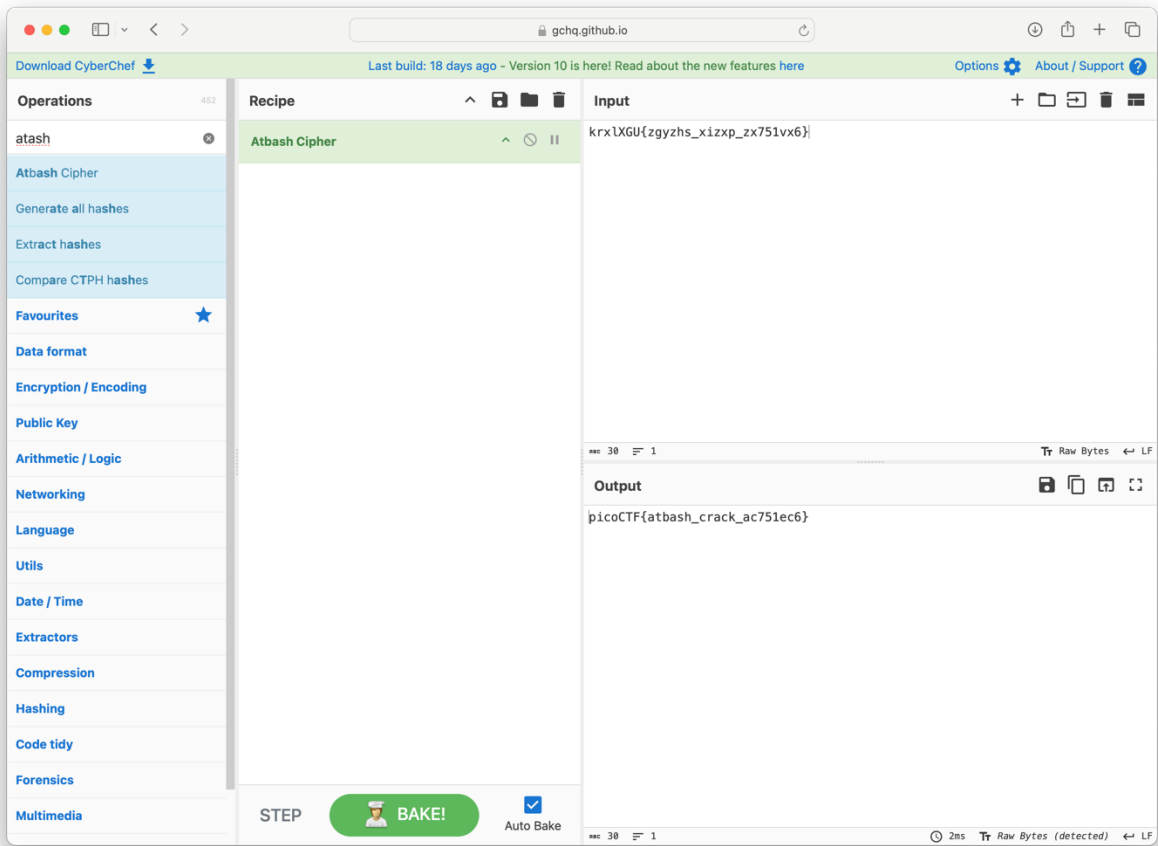 gchq.github.io
Download CyberChef
Last build: 18 days ago - Version 10 is here! Read about the new features here
Options
About / Support
Operations
452
Recipe
Input
atash
Atbash Cipher
Generate all hashes
Extract hashes
Compare CTPH hashes
Favourites
Data format
Encryption / Encoding
Public Key
Arithmetic / Logic
Networking
Language
Utils
Date / Time
Extractors
Compression
Hashing
Code tidy
Forensics
Multimedia
Atbash Cipher
STEP
BAKE!
Auto Bake
krxlXGU{zgyzhs_xizxp_zx751vx6}
ABC 30 1
Raw Bytes
LF
Output
picoCTF{atbash_crack_ac751ec6}
ABC 30 1
2ms
Raw Bytes (detected)
LF